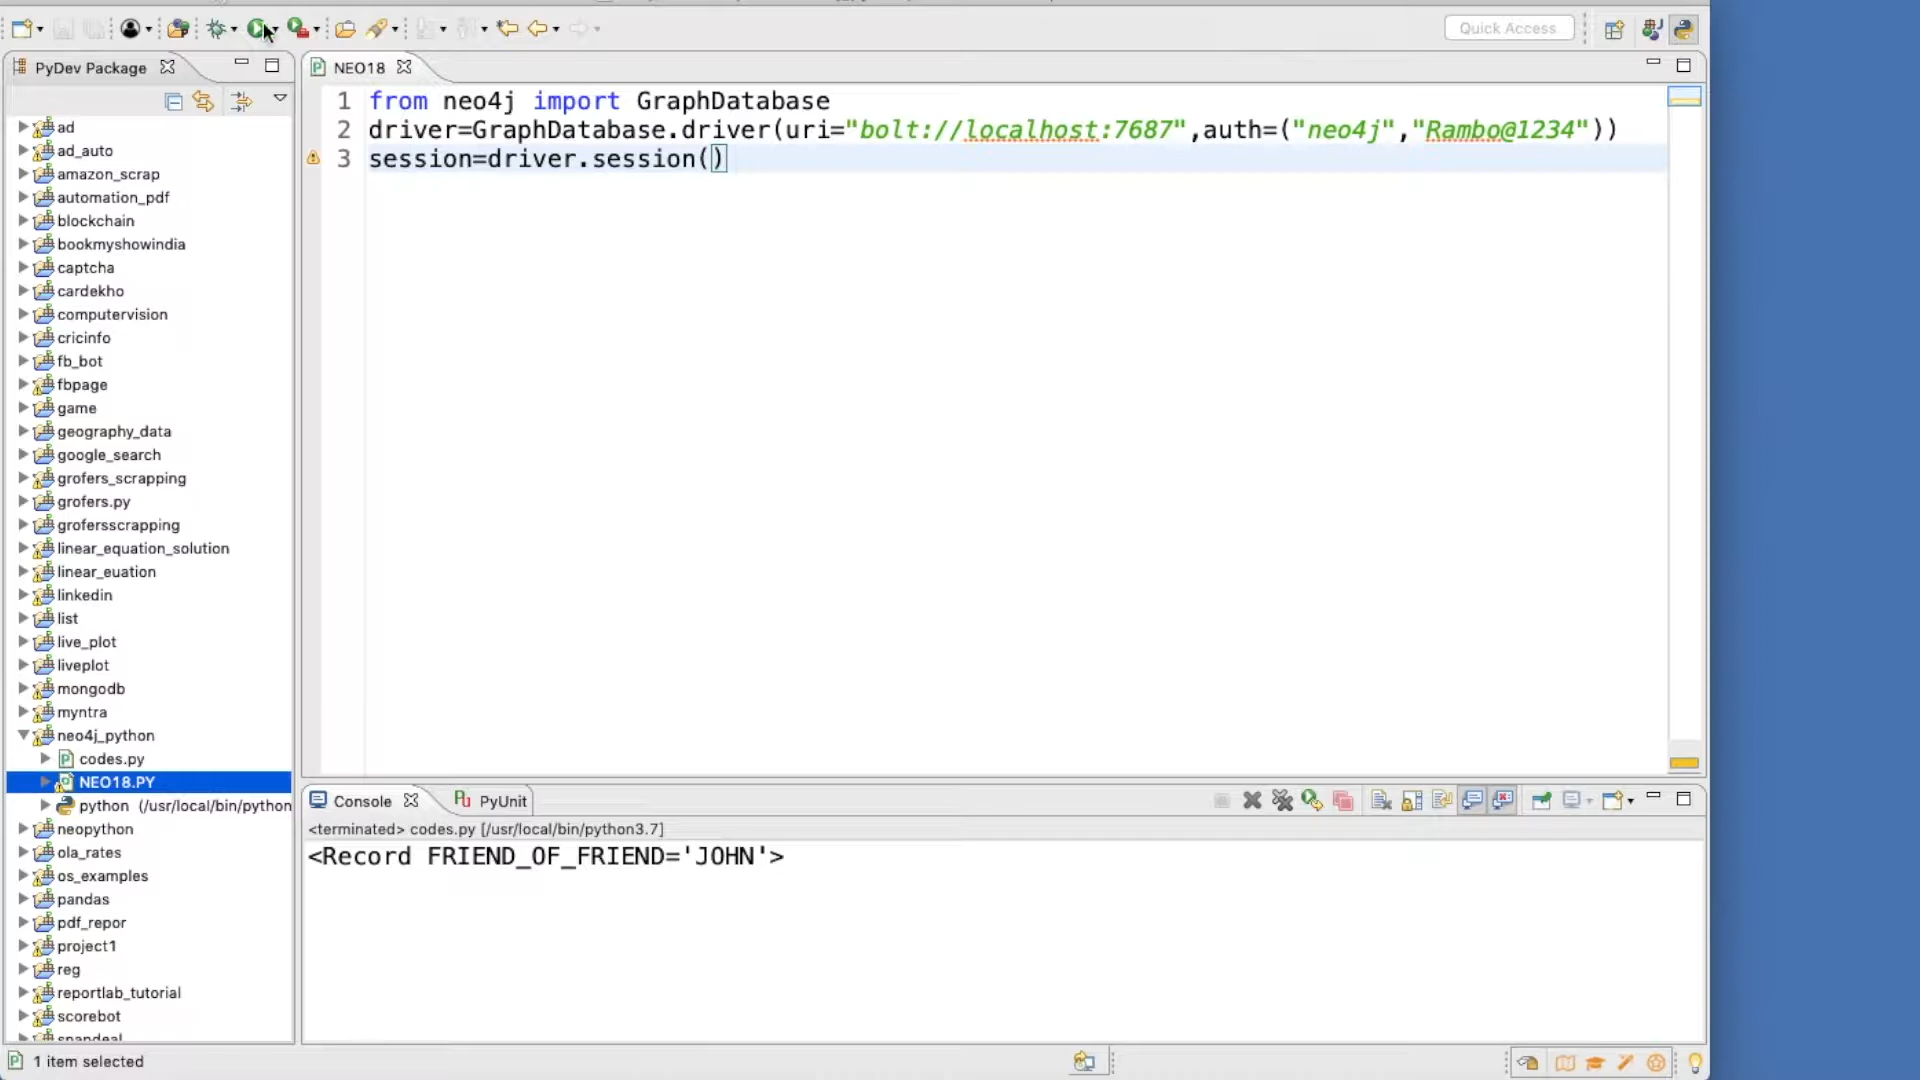 Quick Access
PyDev Package
NEO18
1 from neo4j import GraphDatabase
2 driver=GraphDatabase.driver(uri="bolt://localhost:7687",auth=("neo4j","Rambo@1234"))
3 session=driver.session()
ad
ad_auto
amazon_scrap
automation_pdf
blockchain
bookmyshowindia
captcha
cardekho
computervision
cricinfo
fb_bot
fbpage
game
geography_data
google_search
grofers_scrapping
grofers.py
grofersscrapping
linear_equation_solution
linear_euation
linkedin
list
live_plot
liveplot
mongodb
myntra
neo4j_python
codes.py
NEO18.PY
python (/usr/local/bin/python
neopython
ola_rates
os_examples
pandas
pdf_repor
project1
reg
reportlab_tutorial
scorebot
Console
PyUnit
<terminated> codes.py [/usr/local/bin/python3.7]
<Record FRIEND_OF_FRIEND='JOHN'>
1 item selected